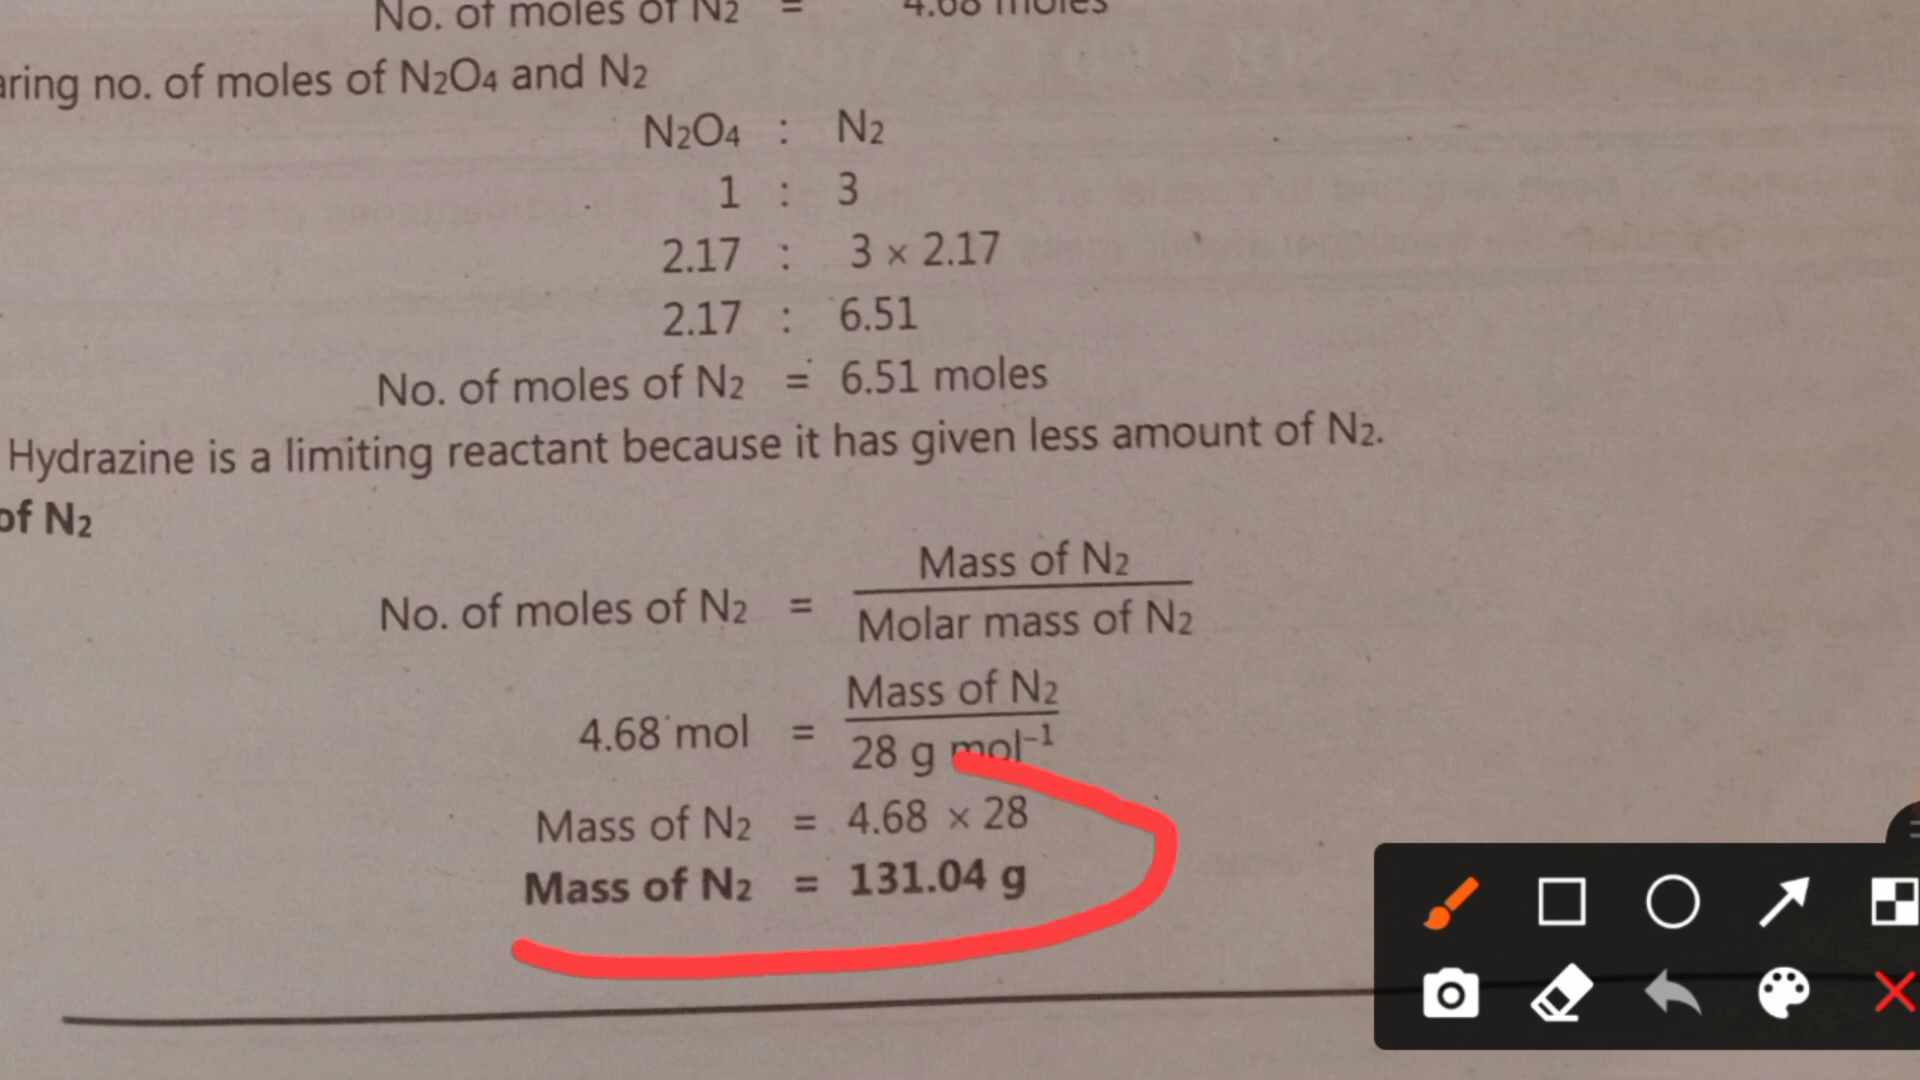 No. of moles of N2 = 4.68 moles
aring no. of moles of N2O4 and N2
N2O4 : N2
1 : 3
2.17 : 3 × 2.17
2.17 : 6.51
No. of moles of N2 = 6.51 moles
Hydrazine is a limiting reactant because it has given less amount of N2.
of N2
No. of moles of N2 = Mass of N2
Molar mass of N2
4.68 mol = Mass of N2
28 g mol⁻¹
Mass of N2 = 4.68 × 28
Mass of N2 = 131.04 g